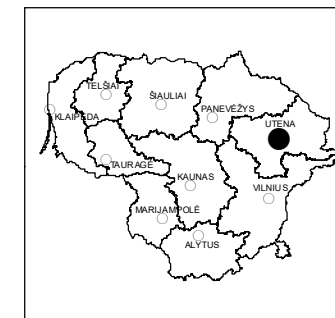 TELŠIAI
ŠIAULIAI
KLAIPĖDA
PANEVĖŽYS
UTENA
TAURAGĖ
KAUNAS
VILNIUS
MARIJAMPOLĖ
ALYTUS